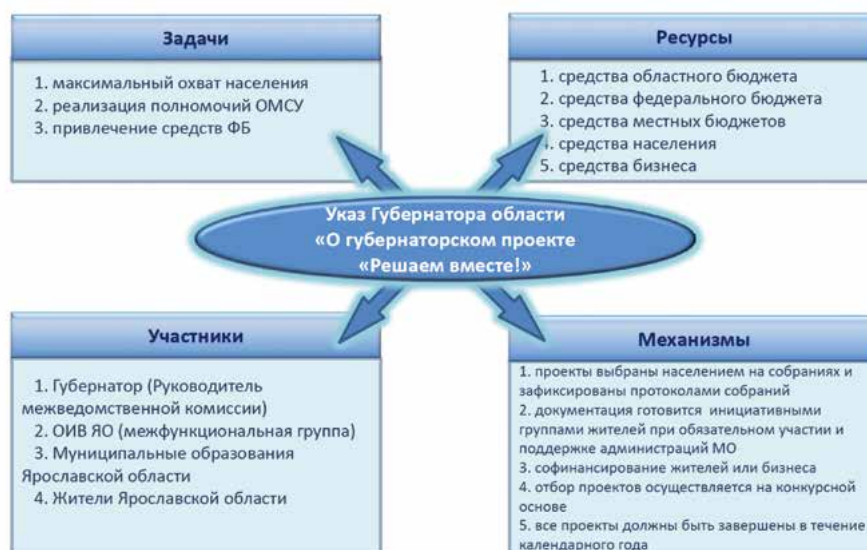 Задачи
1. максимальный охват населения
2. реализация полномочий ОМСУ
3. привлечение средств ФБ
Ресурсы
1. средства областного бюджета
2. средства федерального бюджета
3. средства местных бюджетов
4. средства населения
5. средства бизнеса
Указ Губернатора области
«О губернаторском проекте
«Решаем вместе!»
Участники
1. Губернатор (Руководитель
межведомственной комиссии)
2. ОИВ ЯО (межфункциональная группа)
3. Муниципальные образования
Ярославской области
4. Жители Ярославской области
Механизмы
1. проекты выбраны населением на собраниях и
зафиксированы протоколами собраний
2. документация готовится инициативными
группами жителей при обязательном участии и
поддержке администраций МО
3. софинансирование жителей или бизнеса
4. отбор проектов осуществляется на конкурсной
основе
5. все проекты должны быть завершены в течение
календарного года